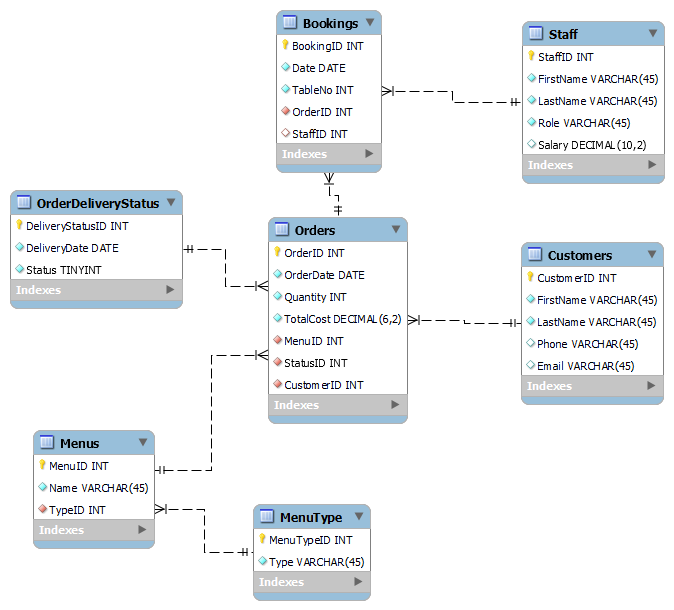 Bookings
BookingID INT
Date DATE
TableNo INT
OrderID INT
StaffID INT
Indexes
Staff
StaffID INT
FirstName VARCHAR(45)
LastName VARCHAR(45)
Role VARCHAR(45)
Salary DECIMAL(10,2)
Indexes
OrderDeliveryStatus
DeliveryStatusID INT
DeliveryDate DATE
Status TINYINT
Indexes
Orders
OrderID INT
OrderDate DATE
Quantity INT
TotalCost DECIMAL(6,2)
MenuID INT
StatusID INT
CustomerID INT
Indexes
Customers
CustomerID INT
FirstName VARCHAR(45)
LastName VARCHAR(45)
Phone VARCHAR(45)
Email VARCHAR(45)
Indexes
Menus
MenuID INT
Name VARCHAR(45)
TypeID INT
Indexes
MenuType
MenuTypeID INT
Type VARCHAR(45)
Indexes